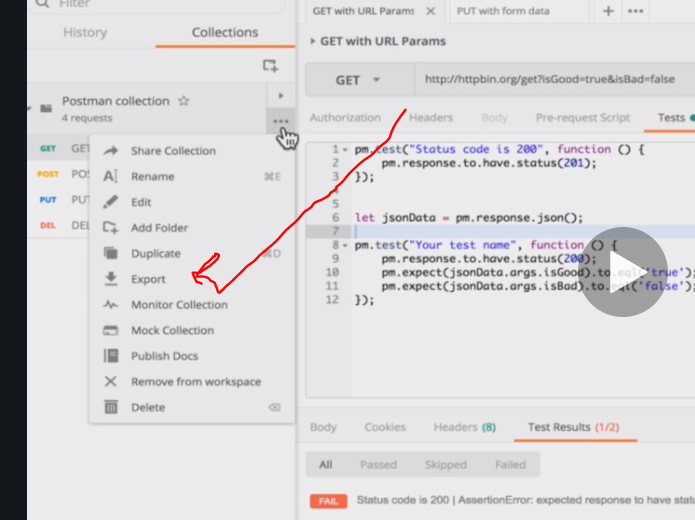 Filter
History
Collections
Postman collection
4 requests
GET
GET
POST
POS
PUT
PUT
DEL
DEL
Share Collection
Rename ⌘E
Edit
Add Folder
Duplicate ⌘D
Export
Monitor Collection
Mock Collection
Publish Docs
Remove from workspace
Delete
GET with URL Params
PUT with form data
GET with URL Params
GET http://httpbin.org/get?isGood=true&isBad=false
Authorization Headers Body Pre-request Script Tests
1 pm.test("Status code is 200", function () {
2 pm.response.to.have.status(201);
3 });
4
5
6 let jsonData = pm.response.json();
7
8 pm.test("Your test name", function () {
9 pm.response.to.have.status(200);
10 pm.expect(jsonData.args.isGood).to.eql('true');
11 pm.expect(jsonData.args.isBad).to.eql('false');
12 });
Body Cookies Headers (8) Test Results (1/2)
All Passed Skipped Failed
FAIL Status code is 200 | AssertionError: expected response to have statu